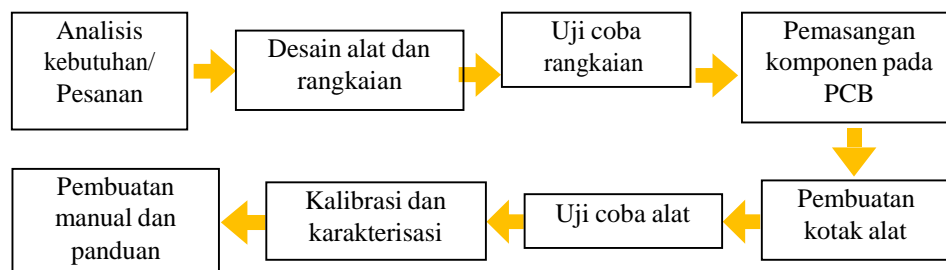 Analisis
kebutuhan/
Pesanan
Desain alat dan
rangkaian
Uji coba
rangkaian
Pemasangan
komponen pada
PCB
Pembuatan
kotak alat
Uji coba alat
Kalibrasi dan
karakterisasi
Pembuatan
manual dan
panduan